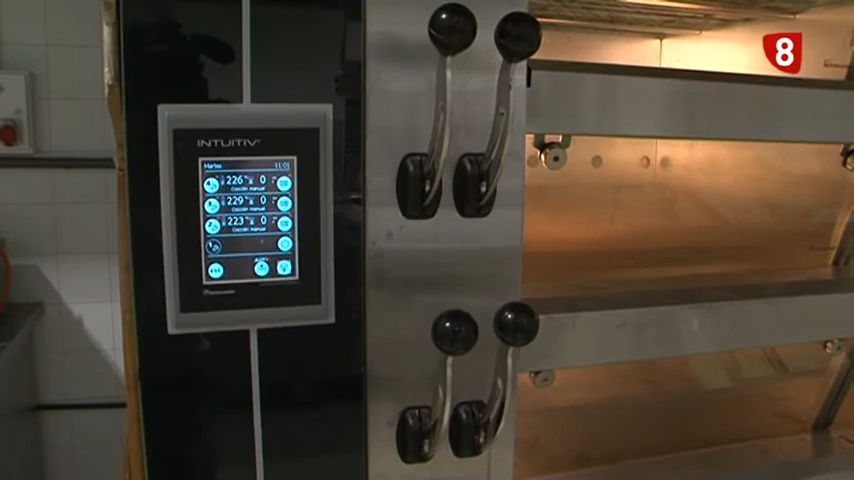 8
INTUITIV'
Martes 11:01
226 0
Cocción manual
229 0
Cocción manual
223 0
Cocción manual